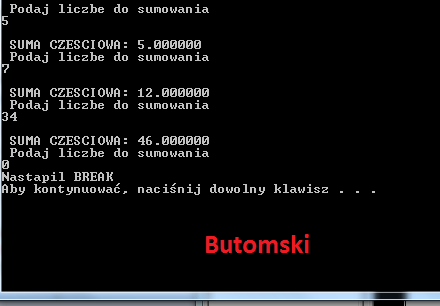 Podaj liczbe do sumowania
5
SUMA CZESCIOWA: 5.000000
Podaj liczbe do sumowania
7
SUMA CZESCIOWA: 12.000000
Podaj liczbe do sumowania
34
SUMA CZESCIOWA: 46.000000
Podaj liczbe do sumowania
0
Nastapil BREAK
Aby kontynuować, naciśnij dowolny klawisz . . .
Butomski